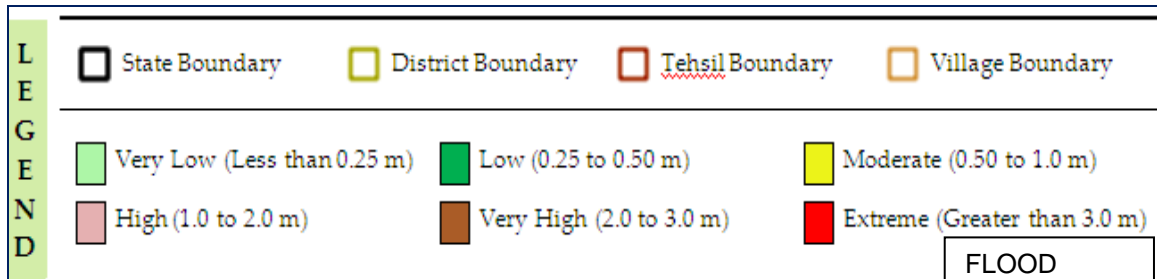 LEGEND
State Boundary District Boundary Tehsil Boundary Village Boundary
Very Low (Less than 0.25 m) Low (0.25 to 0.50 m) Moderate (0.50 to 1.0 m)
High (1.0 to 2.0 m) Very High (2.0 to 3.0 m) Extreme (Greater than 3.0 m)
FLOOD